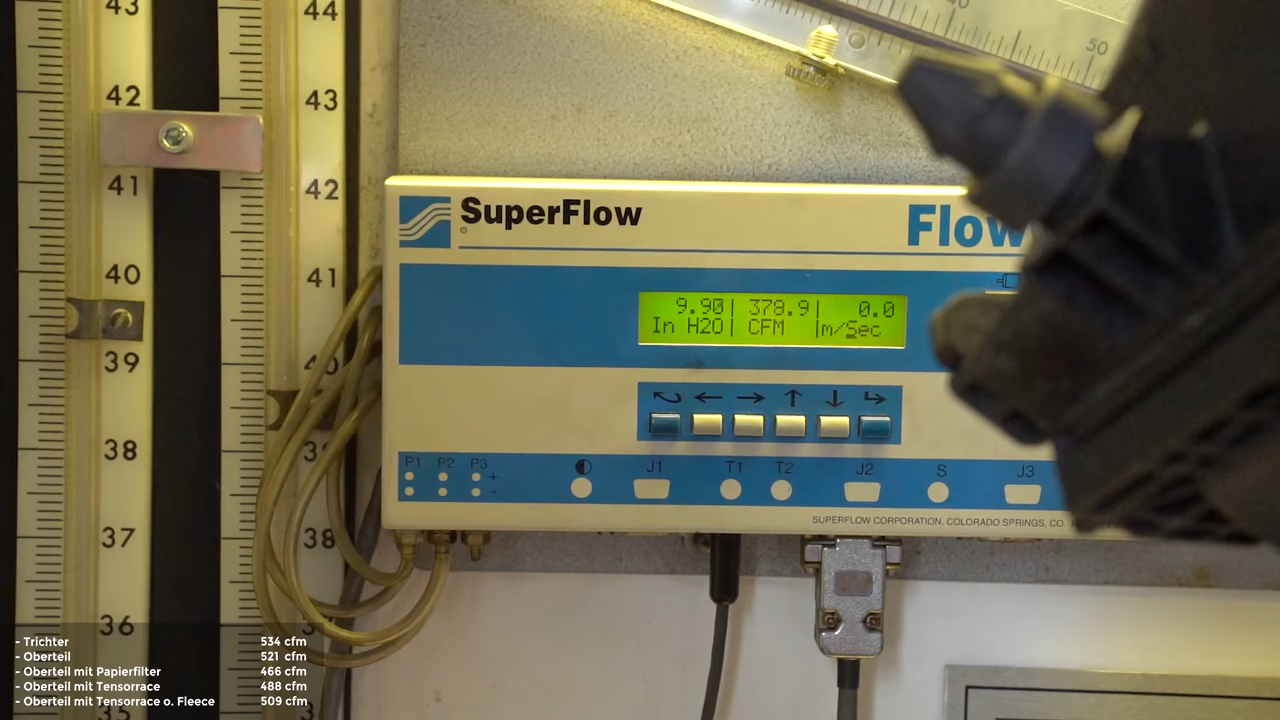 43
42
41
40
39
38
37
36
44
43
42
41
40
38
40
50
SuperFlow
Flow
9.90| 378.9| 0.0
In H2O| CFM |m/Sec
P1 P2 P3
+
-
J1
T1
T2
J2
S
J3
SUPERFLOW CORPORATION, COLORADO SPRINGS, CO.
- Trichter 534 cfm
- Oberteil 521 cfm
- Oberteil mit Papierfilter 466 cfm
- Oberteil mit Tensorrace 488 cfm
- Oberteil mit Tensorrace o. Fleece 509 cfm